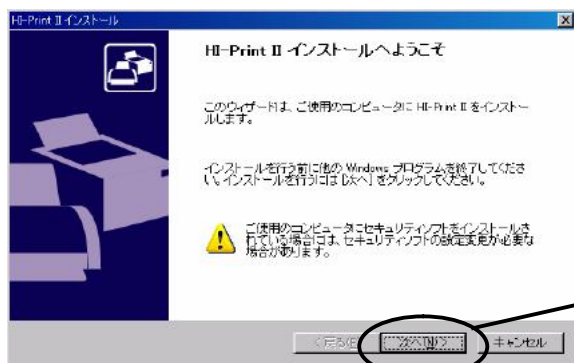 HI-Print II インストール
HI-Print II インストールへようこそ
このウィザードは、ご使用のコンピュータに HI-Print II をインストー
ルします。
インストールを行う前に他の Windows プログラムを終了してくださ
い。インストールを行うには [次へ] をクリックしてください。
ご使用のコンピュータにセキュリティソフトをインストールさ
れている場合には、セキュリティソフトの設定変更が必要な
場合があります。
< 戻る(B)
次へ(N) >
キャンセル